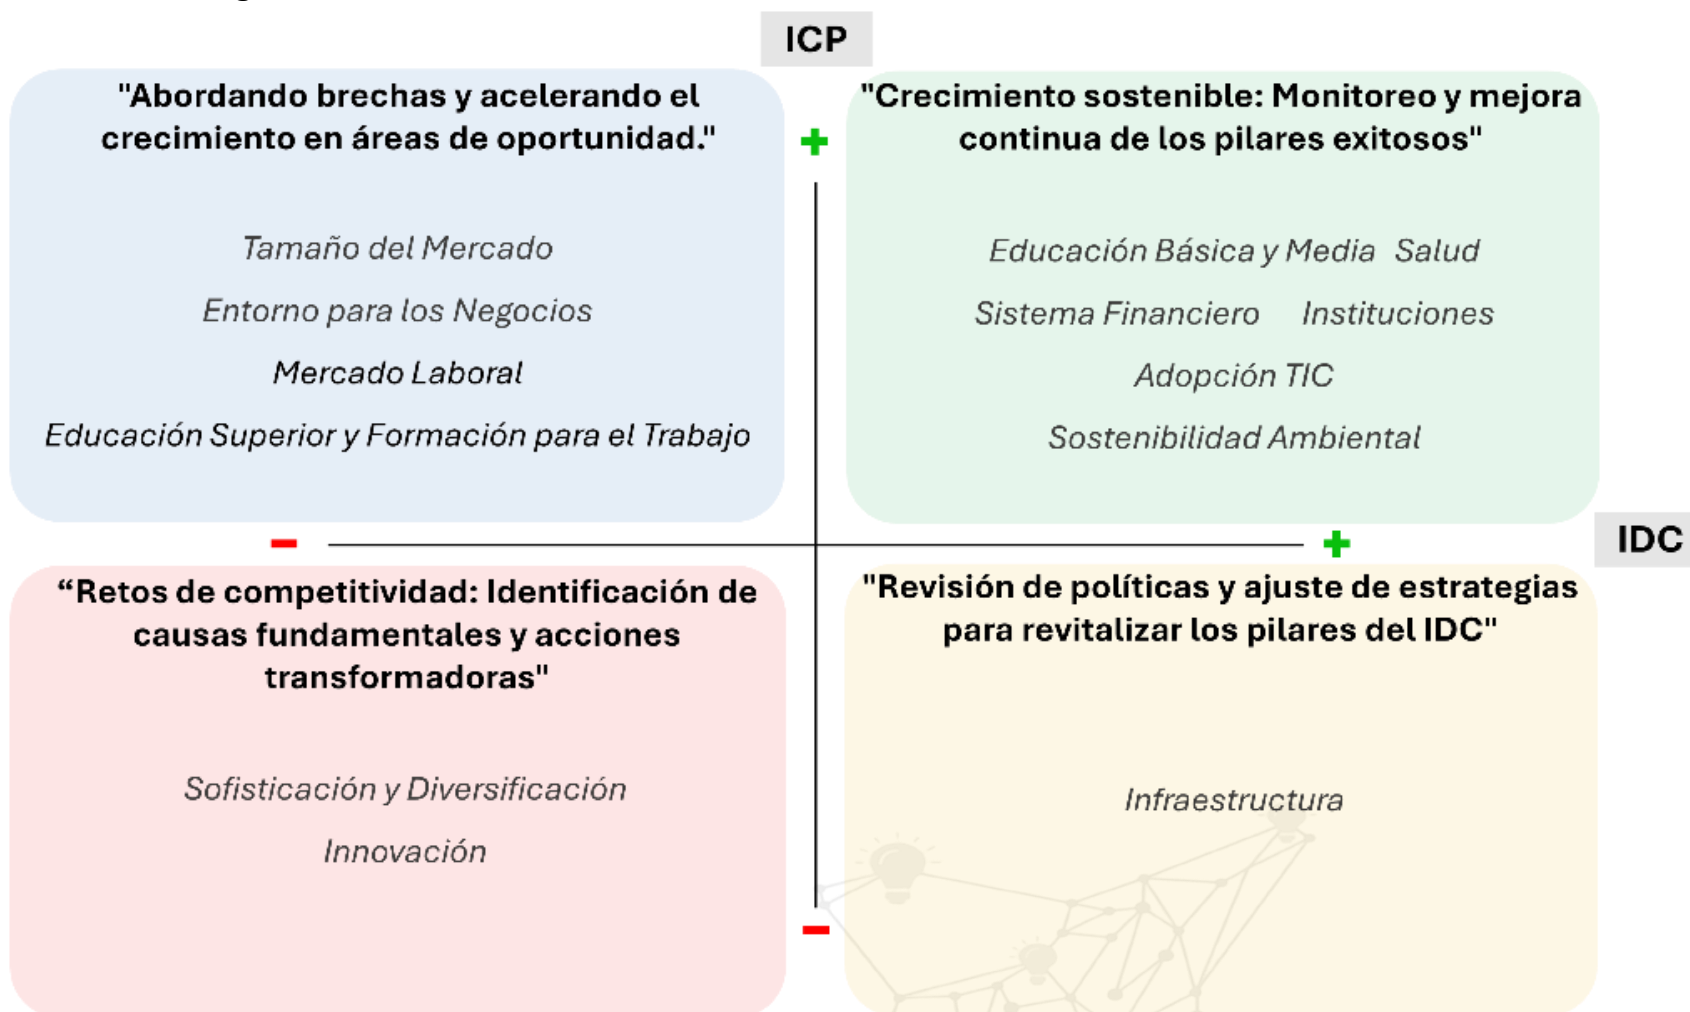 ICP
"Abordando brechas y acelerando el
crecimiento en áreas de oportunidad."
Tamaño del Mercado
Entorno para los Negocios
Mercado Laboral
Educación Superior y Formación para el Trabajo
"Crecimiento sostenible: Monitoreo y mejora
continua de los pilares exitosos"
Educación Básica y Media Salud
Sistema Financiero Instituciones
Adopción TIC
Sostenibilidad Ambiental
+
-
+
IDC
“Retos de competitividad: Identificación de
causas fundamentales y acciones
transformadoras"
Sofisticación y Diversificación
Innovación
"Revisión de políticas y ajuste de estrategias
para revitalizar los pilares del IDC"
Infraestructura
-